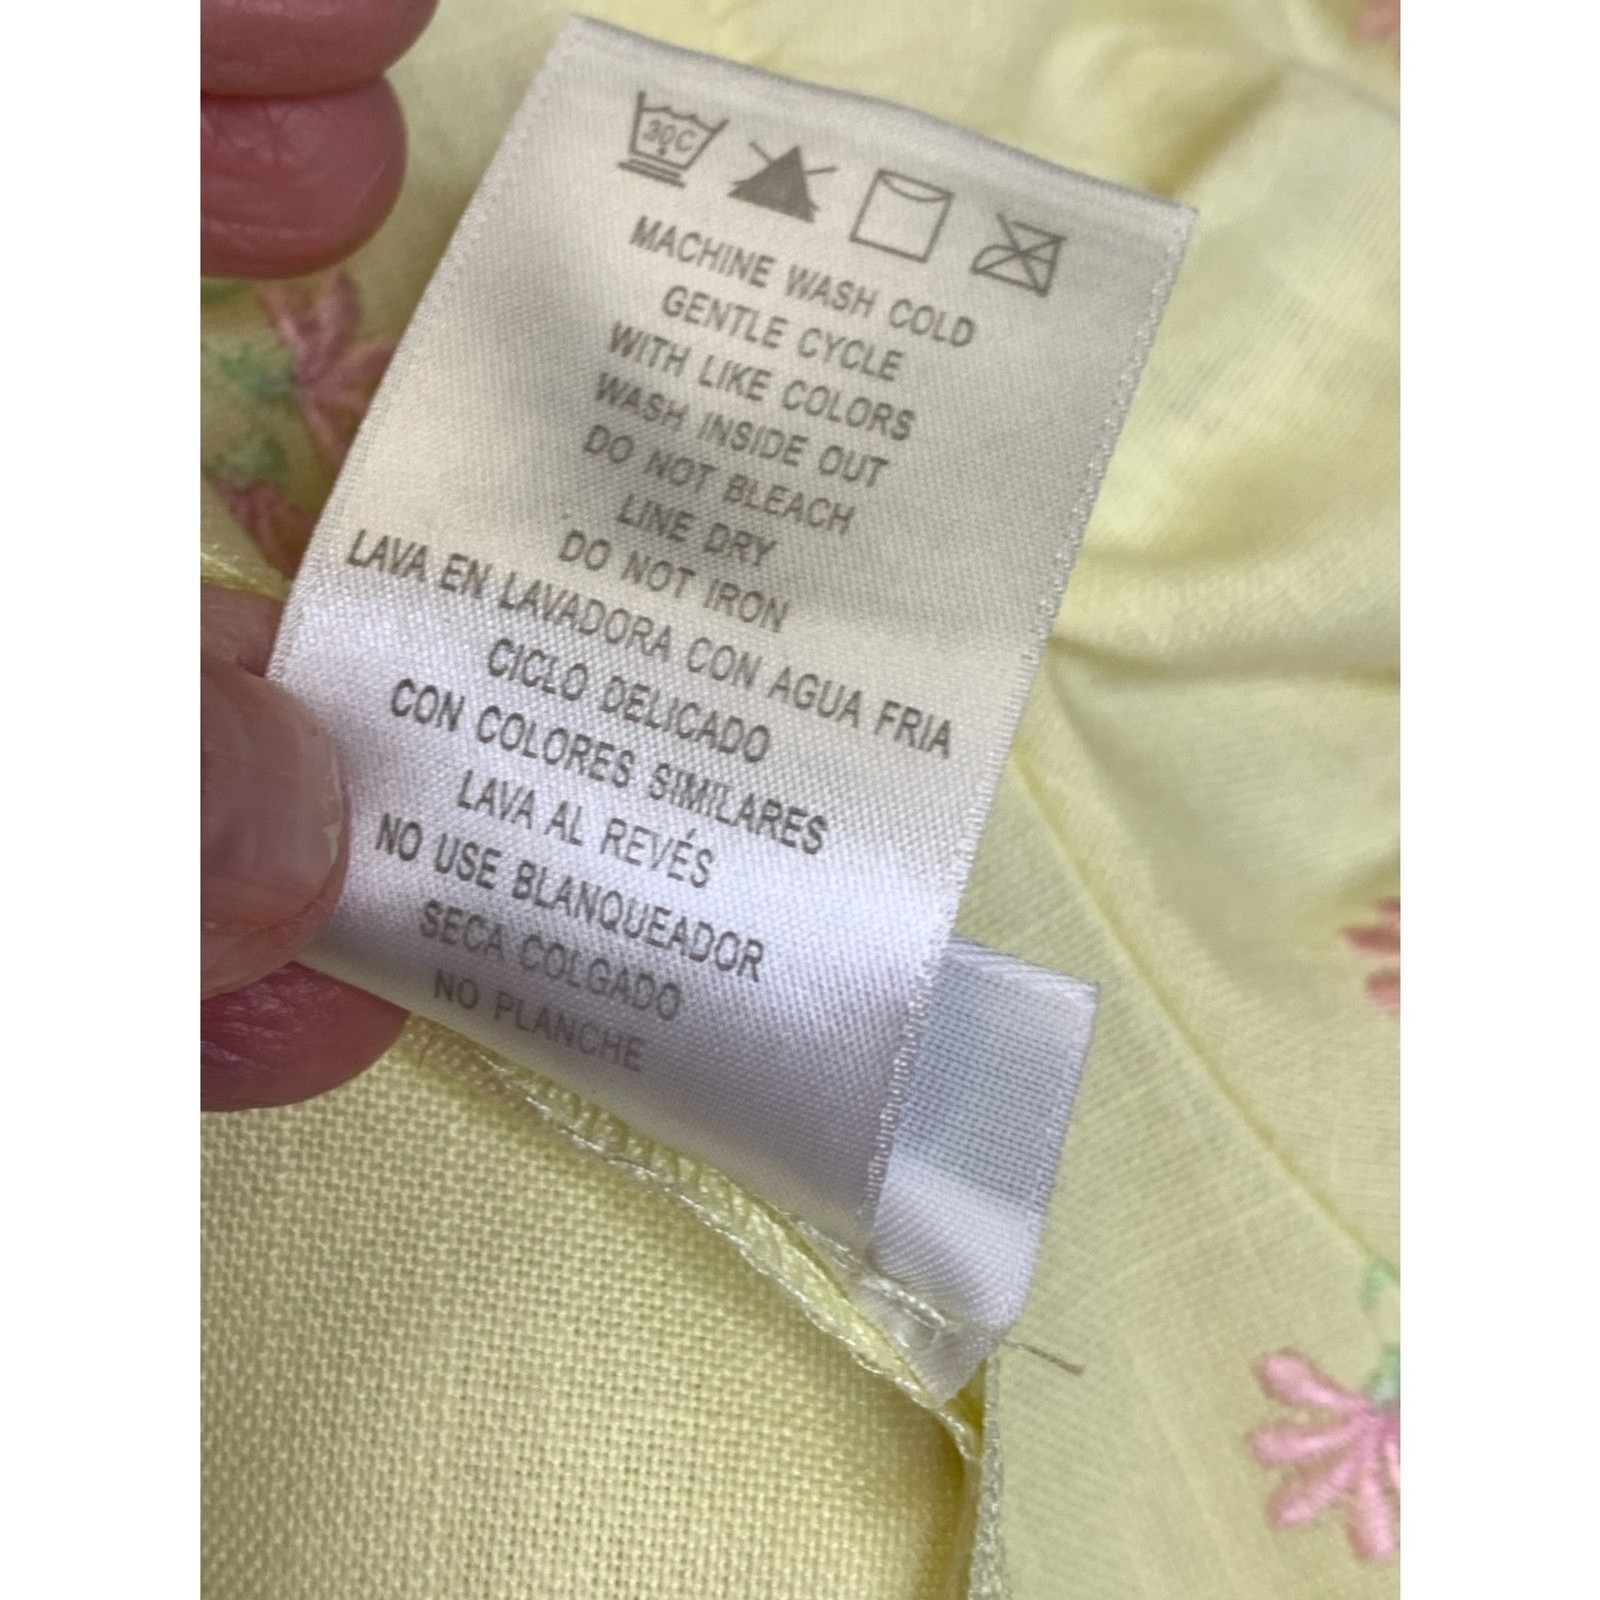 30C
MACHINE WASH COLD
GENTLE CYCLE
WITH LIKE COLORS
WASH INSIDE OUT
DO NOT BLEACH
LINE DRY
DO NOT IRON
LAVA EN LAVADORA CON AGUA FRIA
CICLO DELICADO
CON COLORES SIMILARES
LAVA AL REVÉS
NO USE BLANQUEADOR
SECA COLGADO
NO PLANCHE